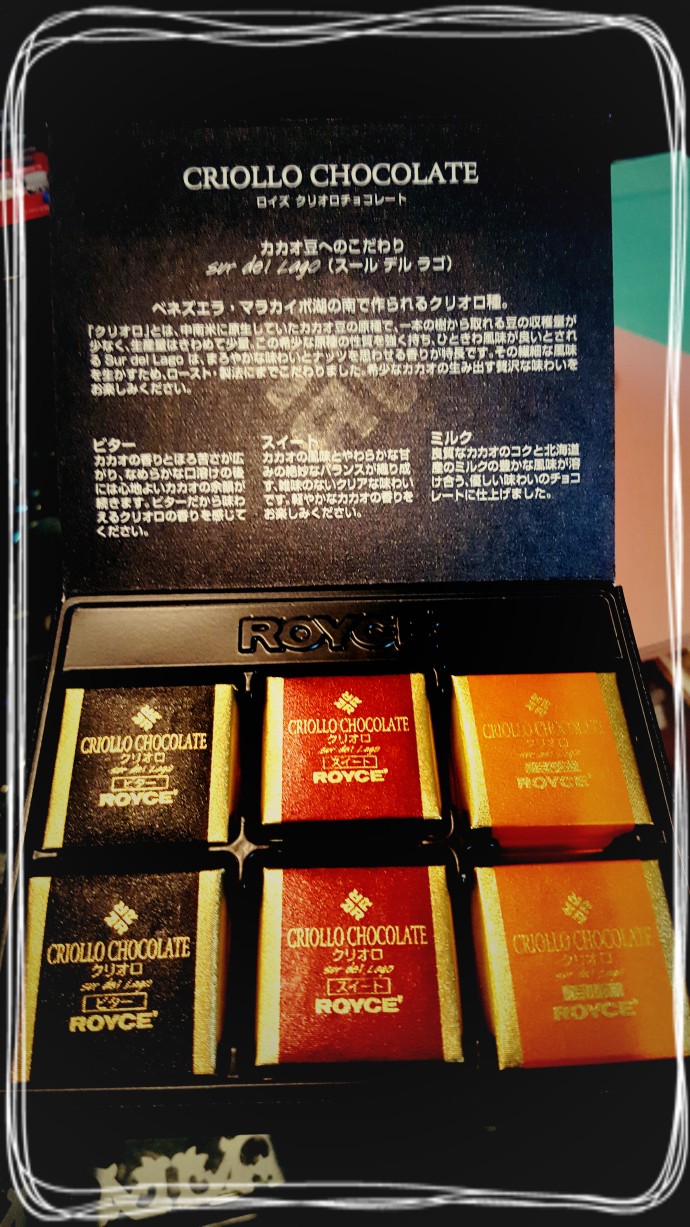 CRIOLLO CHOCOLATE
ロイズ クリオロチョコレート
カカオ豆へのこだわり
sur del Lago (スール デル ラゴ)
ベネズエラ・マラカイボ湖の南で作られるクリオロ種。
「クリオロ」とは、中南米に原生していたカカオ豆の原種で、一本の樹から取れる豆の収穫量が
少なく、生産量はきわめて少量。この希少な原種の性質を強く持ち、ひときわ風味が良いとされ
る Sur del Lago は、まろやかな味わいとナッツを思わせる香りが特長です。その繊細な風味
を生かすため、ロースト・製法にまでこだわりました。希少なカカオの生み出す贅沢な味わいを
お楽しみください。
ビター
カカオの香りとほろ苦さが広
がり、なめらかな口溶けの後
には心地よいカカオの余韻が
続きます。ビターだから味わ
えるクリオロの香りを感じて
ください。
スイート
カカオの風味とやわらかな甘
みの絶妙なバランスが織り成
す、雑味のないクリアな味わい
です。軽やかなカカオの香りを
お楽しみください。
ミルク
良質なカカオのコクと北海道
産のミルクの豊かな風味が溶
け合う、優しい味わいのチョコ
レートに仕上げました。
ROYCE'
CRIOLLO CHOCOLATE
クリオロ
sur del Lago
ビター
ROYCE'
CRIOLLO CHOCOLATE
クリオロ
sur del Lago
スイート
ROYCE'
CRIOLLO CHOCOLATE
クリオロ
sur del Lago
ROYCE'
CRIOLLO CHOCOLATE
クリオロ
sur del Lago
ビター
ROYCE'
CRIOLLO CHOCOLATE
クリオロ
sur del Lago
スイート
ROYCE'
CRIOLLO CHOCOLATE
クリオロ
sur del Lago
ROYCE'